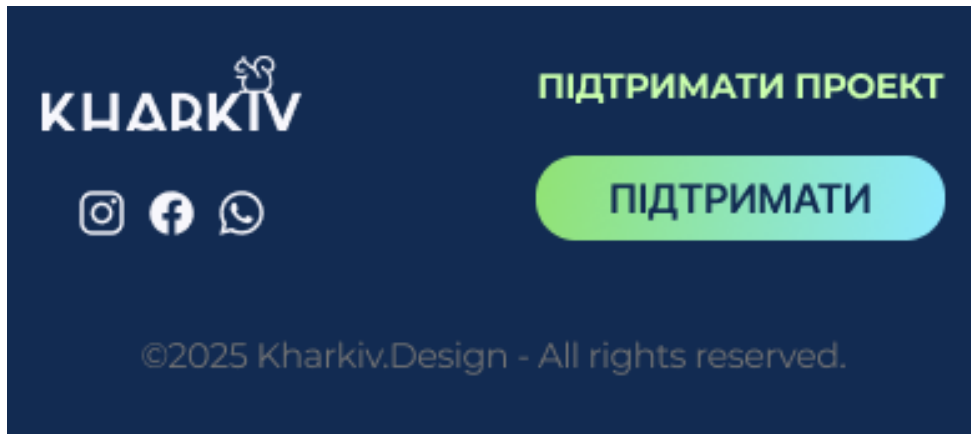 KHARKIV
ПІДТРИМАТИ ПРОЕКТ
ПІДТРИМАТИ
©2025 Kharkiv.Design - All rights reserved.